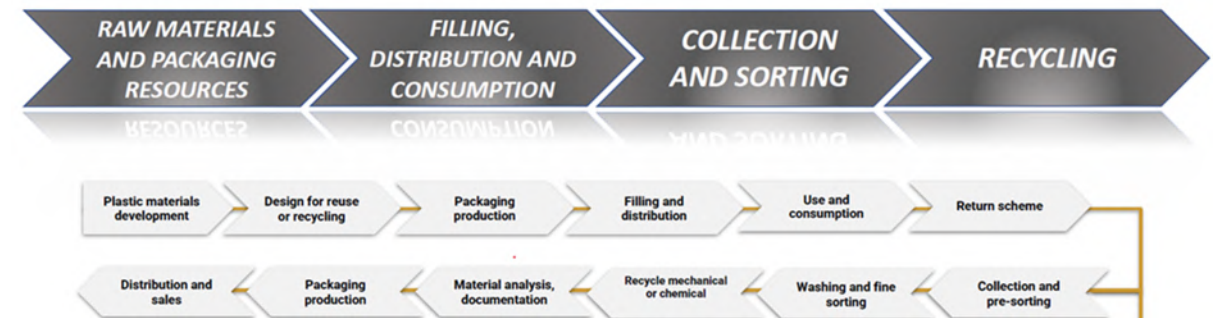 RAW MATERIALS
AND PACKAGING
RESOURCES
FILLING,
DISTRIBUTION AND
CONSUMPTION
COLLECTION
AND SORTING
RECYCLING
Plastic materials
development
Design for reuse
or recycling
Packaging
production
Filling and
distribution
Use and
consumption
Return scheme
Distribution and
sales
Packaging
production
Material analysis,
documentation
Recycle mechanical
or chemical
Washing and fine
sorting
Collection and
pre-sorting